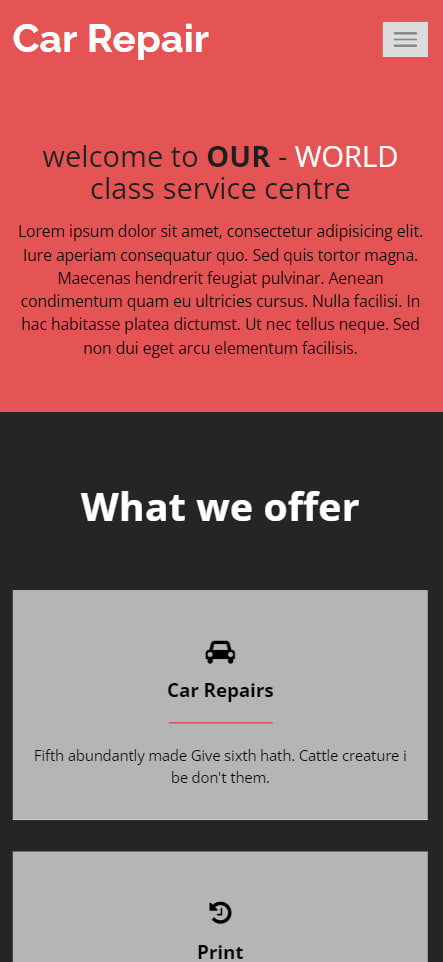 Car Repair
welcome to OUR - WORLD
class service centre
Lorem ipsum dolor sit amet, consectetur adipisicing elit.
Iure aperiam consequatur quo. Sed quis tortor magna.
Maecenas hendrerit feugiat pulvinar. Aenean
condimentum quam eu ultricies cursus. Nulla facilisi. In
hac habitasse platea dictumst. Ut nec tellus neque. Sed
non dui eget arcu elementum facilisis.
What we offer
Car Repairs
Fifth abundantly made Give sixth hath. Cattle creature i
be don't them.
Print